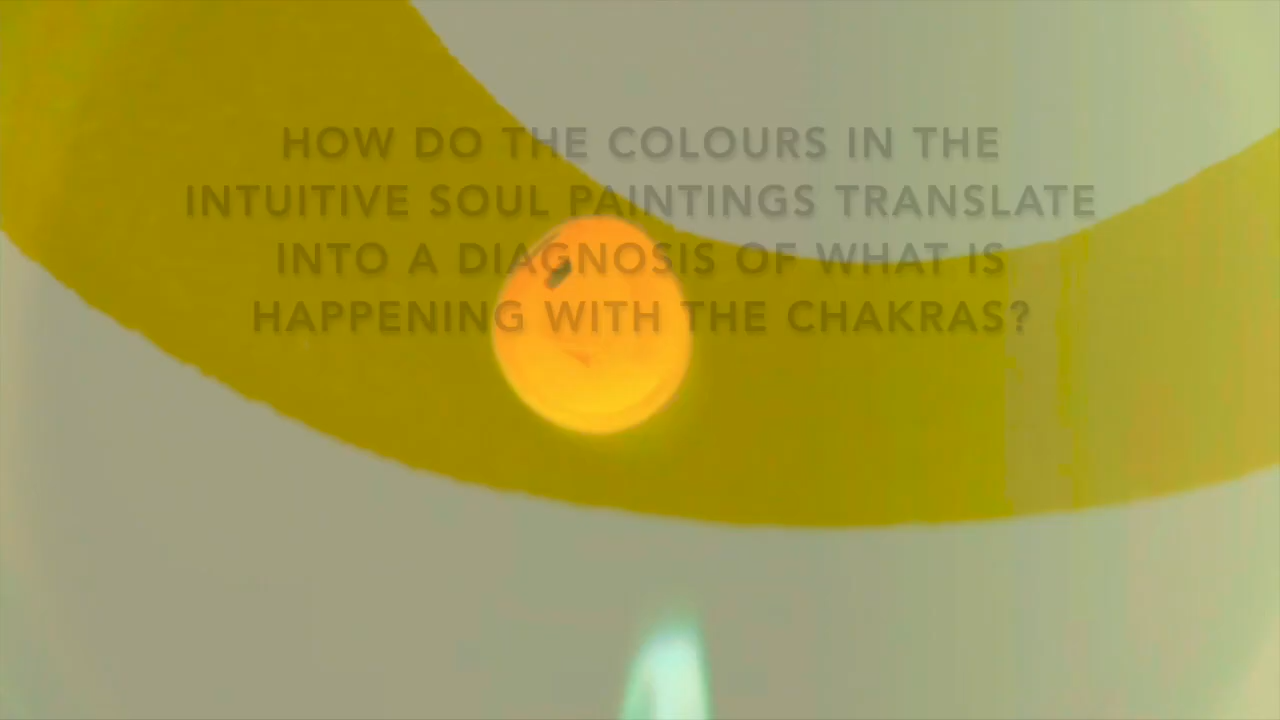 HOW DO THE COLOURS IN THE
INTUITIVE SOUL PAINTINGS TRANSLATE
INTO A DIAGNOSIS OF WHAT IS
HAPPENING WITH THE CHAKRAS?